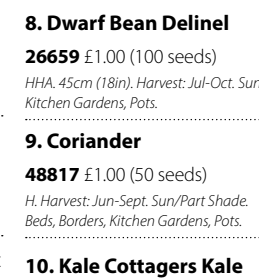 8. Dwarf Bean Delinel
26659 £1.00 (100 seeds)
HHA. 45cm (18in). Harvest: Jul-Oct. Sun
Kitchen Gardens, Pots.
9. Coriander
48817 £1.00 (50 seeds)
H. Harvest: Jun-Sept. Sun/Part Shade.
Beds, Borders, Kitchen Gardens, Pots.
10. Kale Cottagers Kale